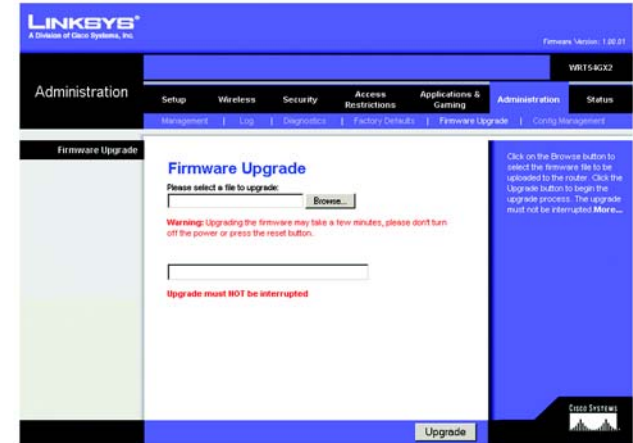 LINKSYS®
A Division of Cisco Systems, Inc.
Firmware Version: 1.00.01
WRT54GX2
Administration
Setup
Wireless
Security
Access Restrictions
Applications & Gaming
Administration
Status
Management | Log | Diagnostics | Factory Defaults | Firmware Upgrade | Config Management
Firmware Upgrade
Firmware Upgrade
Please select a file to upgrade:
Browse...
Warning: Upgrading the firmware may take a few minutes, please don't turn
off the power or press the reset button.
Upgrade must NOT be interrupted
Click on the Browse button to
select the firmware file to be
uploaded to the router. Click the
Upgrade button to begin the
upgrade process. The upgrade
must not be interrupted.More...
Upgrade
CISCO SYSTEMS